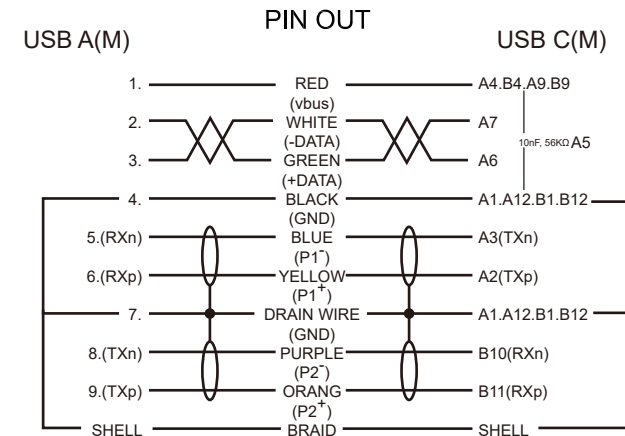 PIN OUT
USB A(M) USB C(M)
1. RED A4.B4.A9.B9
(vbus)
2. WHITE A7
(-DATA) 10nF, 56KΩ A5
3. GREEN A6
(+DATA)
4. BLACK A1.A12.B1.B12
(GND)
5.(RXn) BLUE A3(TXn)
(P1-)
6.(RXp) YELLOW A2(TXp)
(P1+)
7. DRAIN WIRE A1.A12.B1.B12
(GND)
8.(TXn) PURPLE B10(RXn)
(P2-)
9.(TXp) ORANG B11(RXp)
(P2+)
SHELL BRAID SHELL